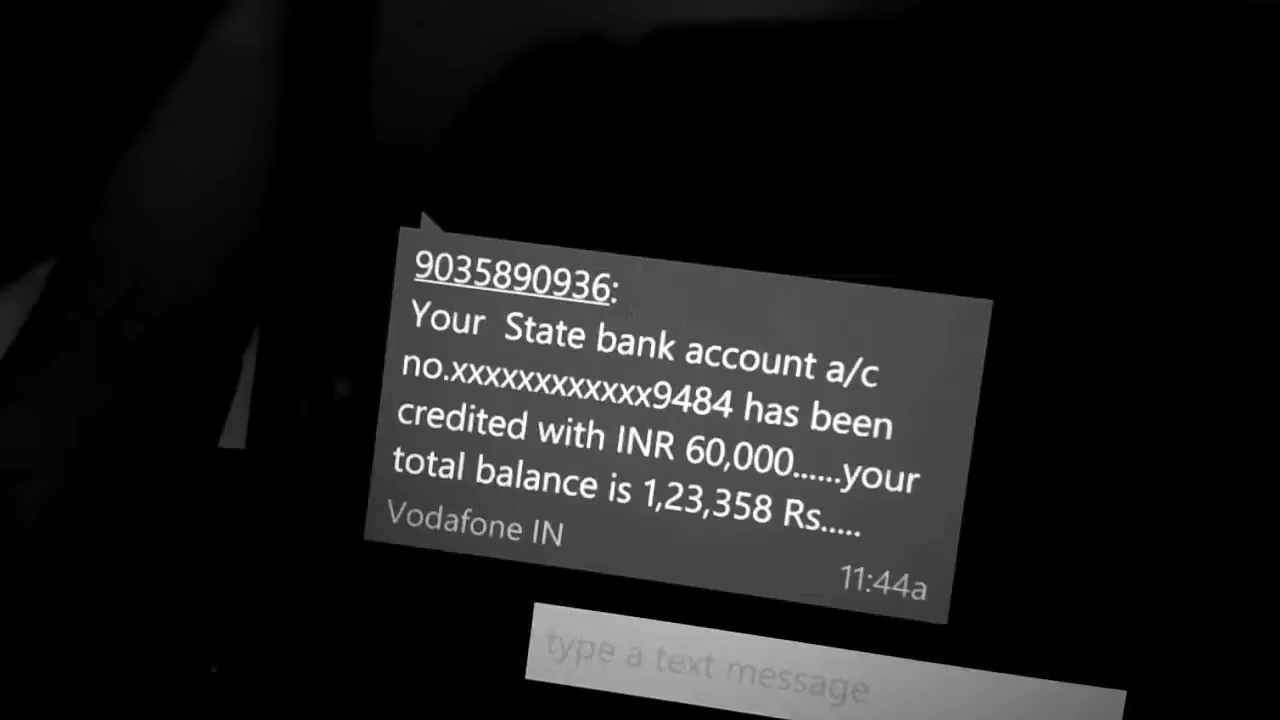 9035890936:
Your State bank account a/c
no.xxxxxxxxxxxx9484 has been
credited with INR 60,000......your
total balance is 1,23,358 Rs.....
Vodafone IN
11:44a
type a text message